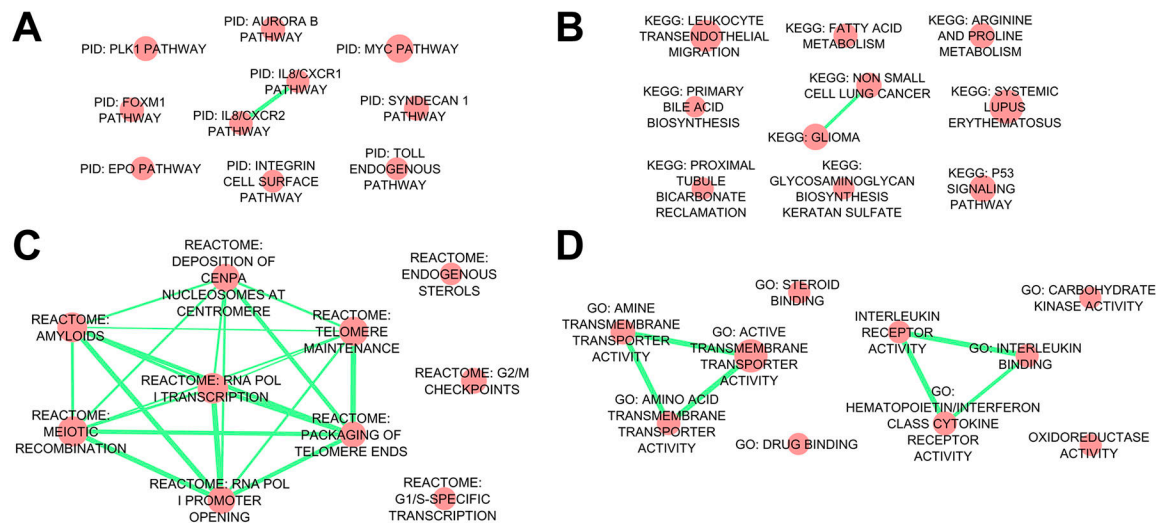 A
PID: AURORA B
PATHWAY
PID: PLK1 PATHWAY
PID: MYC PATHWAY
PID: IL8/CXCR1
PATHWAY
PID: FOXM1
PATHWAY
PID: IL8/CXCR2
PATHWAY
PID: SYNDECAN 1
PATHWAY
PID: EPO PATHWAY
PID: INTEGRIN
CELL SURFACE
PATHWAY
PID: TOLL
ENDOGENOUS
PATHWAY
B
KEGG: LEUKOCYTE
TRANSENDOTHELIAL
MIGRATION
KEGG: FATTY ACID
METABOLISM
KEGG: ARGININE
AND PROLINE
METABOLISM
KEGG: PRIMARY
BILE ACID
BIOSYNTHESIS
KEGG: NON SMALL
CELL LUNG CANCER
KEGG: SYSTEMIC
LUPUS
ERYTHEMATOSUS
KEGG: GLIOMA
KEGG: PROXIMAL
TUBULE
BICARBONATE
RECLAMATION
KEGG:
GLYCOSAMINOGLYCAN
BIOSYNTHESIS
KERATAN SULFATE
KEGG: P53
SIGNALING
PATHWAY
C
REACTOME:
DEPOSITION OF
CENPA
NUCLEOSOMES AT
CENTROMERE
REACTOME:
ENDOGENOUS
STEROLS
REACTOME:
AMYLOIDS
REACTOME:
TELOMERE
MAINTENANCE
REACTOME: RNA POL
I TRANSCRIPTION
REACTOME: G2/M
CHECKPOINTS
REACTOME:
MEIOTIC
RECOMBINATION
REACTOME:
PACKAGING OF
TELOMERE ENDS
REACTOME: RNA POL
I PROMOTER
OPENING
REACTOME:
G1/S-SPECIFIC
TRANSCRIPTION
D
GO: STEROID
BINDING
GO: CARBOHYDRATE
KINASE ACTIVITY
GO: AMINE
TRANSMEMBRANE
TRANSPORTER
ACTIVITY
GO: ACTIVE
TRANSMEMBRANE
TRANSPORTER
ACTIVITY
INTERLEUKIN
RECEPTOR
ACTIVITY
GO: INTERLEUKIN
BINDING
GO: AMINO ACID
TRANSMEMBRANE
TRANSPORTER
ACTIVITY
GO:
HEMATOPOIETIN/INTERFERON
CLASS CYTOKINE
RECEPTOR
ACTIVITY
GO: DRUG BINDING
OXIDOREDUCTASE
ACTIVITY